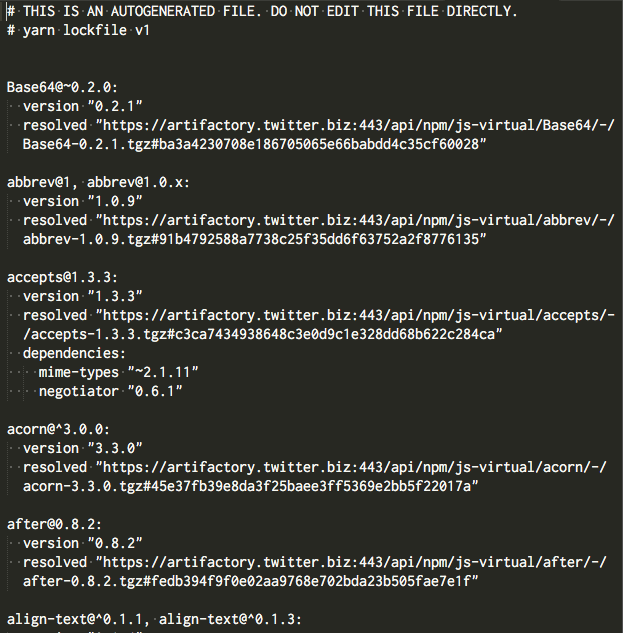 # THIS IS AN AUTOGENERATED FILE. DO NOT EDIT THIS FILE DIRECTLY.
# yarn lockfile v1
Base64@~0.2.0:
version "0.2.1"
resolved "https://artifactory.twitter.biz:443/api/npm/js-virtual/Base64/-/
Base64-0.2.1.tgz#ba3a4230708e186705065e66babdd4c35cf60028"
abbrev@1, abbrev@1.0.x:
version "1.0.9"
resolved "https://artifactory.twitter.biz:443/api/npm/js-virtual/abbrev/-/
abbrev-1.0.9.tgz#91b4792588a7738c25f35dd6f63752a2f8776135"
accepts@1.3.3:
version "1.3.3"
resolved "https://artifactory.twitter.biz:443/api/npm/js-virtual/accepts/-
/accepts-1.3.3.tgz#c3ca7434938648c3e0d9c1e328dd68b622c284ca"
dependencies:
mime-types "~2.1.11"
negotiator "0.6.1"
acorn@^3.0.0:
version "3.3.0"
resolved "https://artifactory.twitter.biz:443/api/npm/js-virtual/acorn/-/
acorn-3.3.0.tgz#45e37fb39e8da3f25baee3ff5369e2bb5f22017a"
after@0.8.2:
version "0.8.2"
resolved "https://artifactory.twitter.biz:443/api/npm/js-virtual/after/-/
after-0.8.2.tgz#fedb394f9f0e02aa9768e702bda23b505fae7e1f"
align-text@^0.1.1, align-text@^0.1.3: